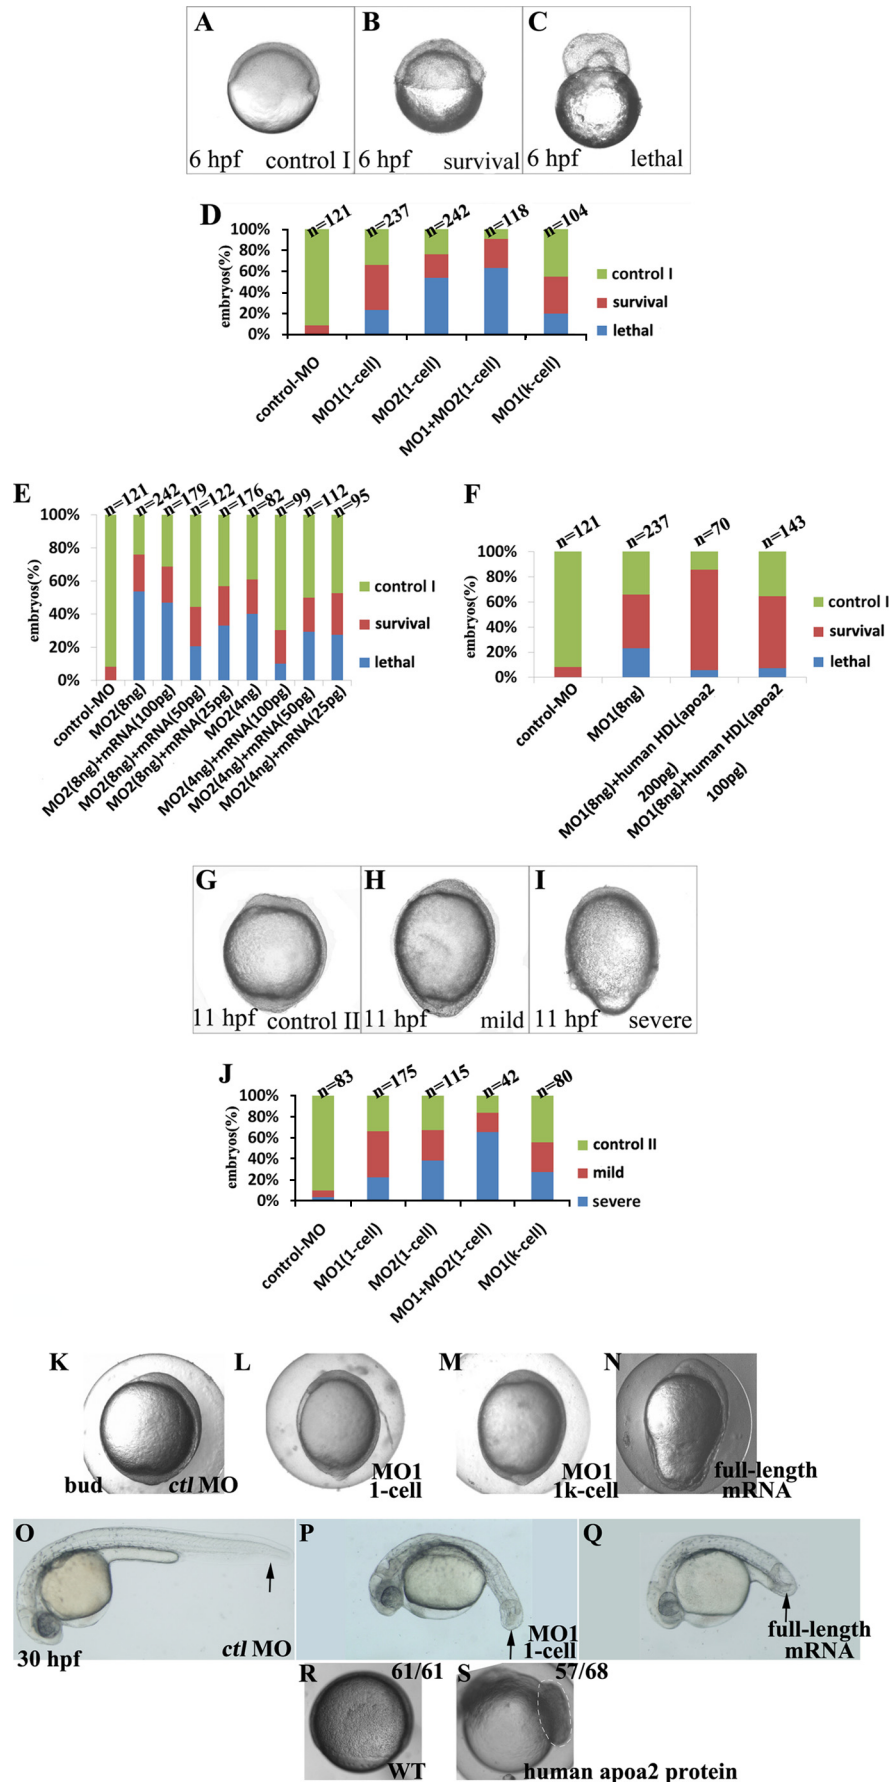 A
B
C
6 hpf control I
6 hpf survival
6 hpf lethal
D
n=121
n=237
n=242
n=118
n=104
100%
80%
60%
40%
20%
0%
embryos(%)
control I
survival
lethal
control-MO
MO1(1-cell)
MO2(1-cell)
MO1+MO2(1-cell)
MO1(k-cell)
E
n=121
n=242
n=179
n=122
n=176
n=82
n=99
n=112
n=95
100%
80%
60%
40%
20%
0%
embryos(%)
control I
survival
lethal
control-MO
MO2(8ng)
MO2(8ng)+mRNA(100pg)
MO2(8ng)+mRNA(50pg)
MO2(8ng)+mRNA(25pg)
MO2(4ng)
MO2(4ng)+mRNA(100pg)
MO2(4ng)+mRNA(50pg)
MO2(4ng)+mRNA(25pg)
F
n=121
n=237
n=70
n=143
100%
80%
60%
40%
20%
0%
embryos(%)
control I
survival
lethal
control-MO
MO1(8ng)
MO1(8ng)+human HDL(apoa2
200pg)
MO1(8ng)+human HDL(apoa2
100pg)
G
H
I
11 hpf control II
11 hpf mild
11 hpf severe
J
n=83
n=175
n=115
n=42
n=80
100%
80%
60%
40%
20%
0%
embryos(%)
control II
mild
severe
control-MO
MO1(1-cell)
MO2(1-cell)
MO1+MO2(1-cell)
MO1(k-cell)
K
bud ctl MO
L
MO1
1-cell
M
MO1
1k-cell
N
full-length
mRNA
O
30 hpf ctl MO
P
MO1
1-cell
Q
full-length
mRNA
R
61/61
WT
S
57/68
human apoa2 protein